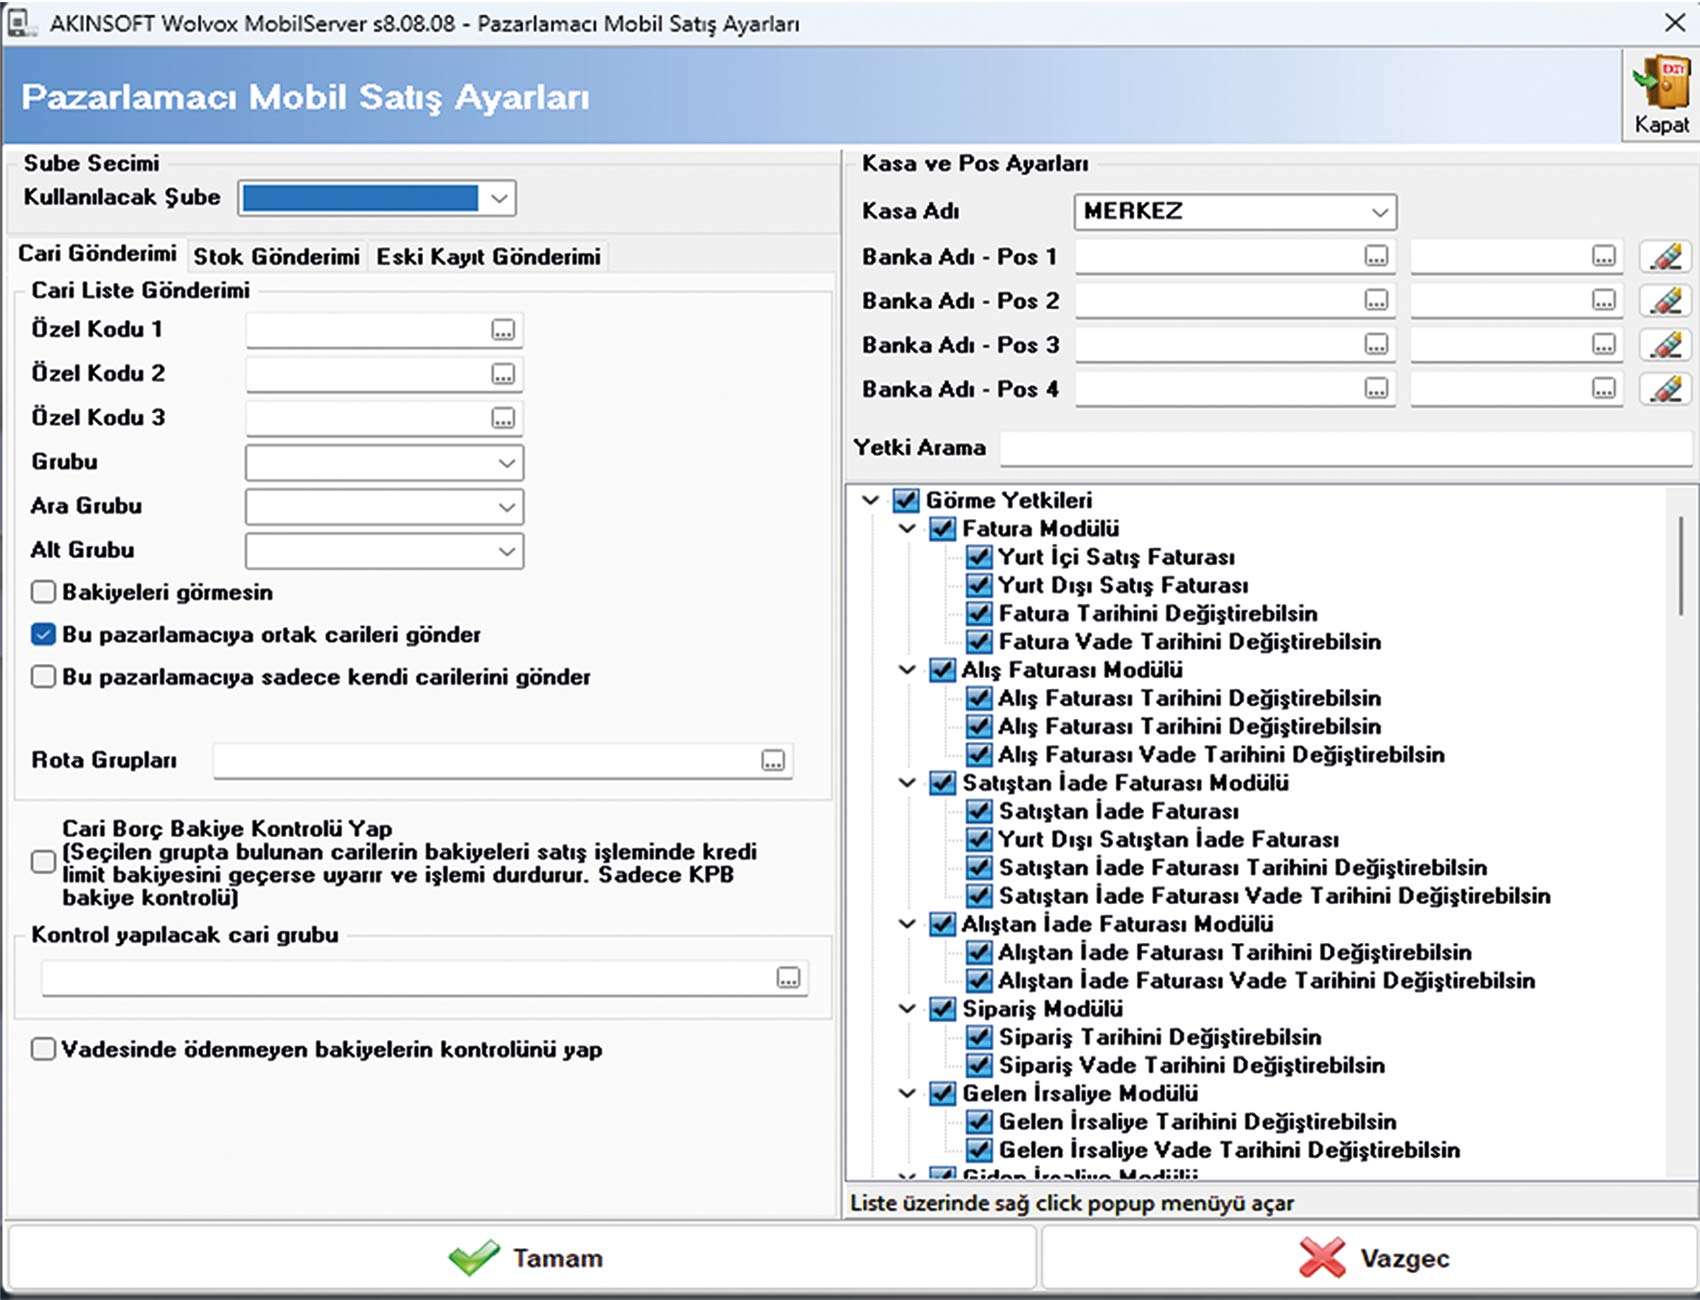 AKINSOFT Wolvox MobilServer s8.08.08 - Pazarlamacı Mobil Satış Ayarları
Pazarlamacı Mobil Satış Ayarları
EXIT
Kapat
Sube Secimi
Kullanılacak Şube
Cari Gönderimi
Stok Gönderimi
Eski Kayıt Gönderimi
Cari Liste Gönderimi
Özel Kodu 1
Özel Kodu 2
Özel Kodu 3
Grubu
Ara Grubu
Alt Grubu
Bakiyeleri görmesin
Bu pazarlamacıya ortak carileri gönder
Bu pazarlamacıya sadece kendi carilerini gönder
Rota Grupları
Cari Borç Bakiye Kontrolü Yap
(Seçilen grupta bulunan carilerin bakiyeleri satış işleminde kredi
limit bakiyesini geçerse uyarır ve işlemi durdurur. Sadece KPB
bakiye kontrolü)
Kontrol yapılacak cari grubu
Vadesinde ödenmeyen bakiyelerin kontrolünü yap
Kasa ve Pos Ayarları
Kasa Adı
MERKEZ
Banka Adı - Pos 1
Banka Adı - Pos 2
Banka Adı - Pos 3
Banka Adı - Pos 4
Yetki Arama
Görme Yetkileri
Fatura Modülü
Yurt İçi Satış Faturası
Yurt Dışı Satış Faturası
Fatura Tarihini Değiştirebilsin
Fatura Vade Tarihini Değiştirebilsin
Alış Faturası Modülü
Alış Faturası Tarihini Değiştirebilsin
Alış Faturası Tarihini Değiştirebilsin
Alış Faturası Vade Tarihini Değiştirebilsin
Satıştan İade Faturası Modülü
Satıştan İade Faturası
Yurt Dışı Satıştan İade Faturası
Satıştan İade Faturası Tarihini Değiştirebilsin
Satıştan İade Faturası Vade Tarihini Değiştirebilsin
Alıştan İade Faturası Modülü
Alıştan İade Faturası Tarihini Değiştirebilsin
Alıştan İade Faturası Vade Tarihini Değiştirebilsin
Sipariş Modülü
Sipariş Tarihini Değiştirebilsin
Sipariş Vade Tarihini Değiştirebilsin
Gelen İrsaliye Modülü
Gelen İrsaliye Tarihini Değiştirebilsin
Gelen İrsaliye Vade Tarihini Değiştirebilsin
Giden İrsaliye Modülü
Liste üzerinde sağ click popup menüyü açar
Tamam
Vazgec